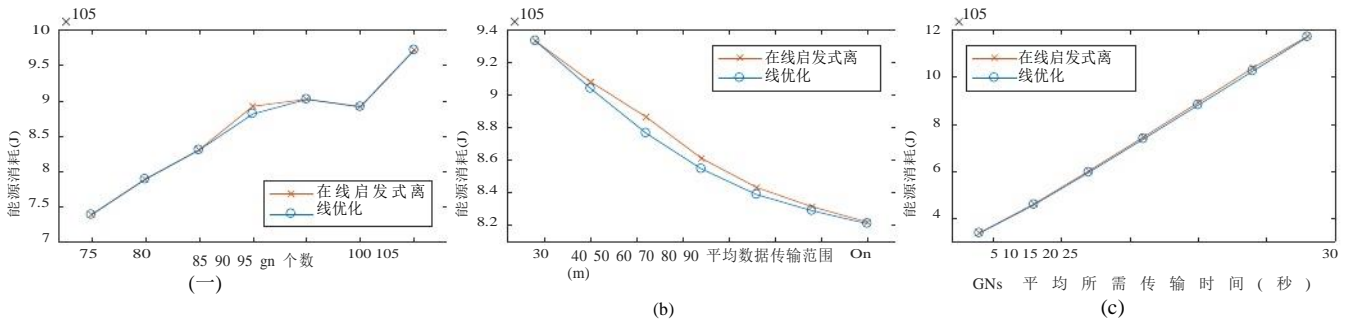 ×105
10
9.5
9
8.5
8
7.5
7
能源消耗(J)
在线启发式离
线优化
75 80 85 90 95 gn 个数 100 105
(一)
×105
9.4
9.2
9
8.8
8.6
8.4
8.2
能源消耗(J)
在线启发式离
线优化
30 40 50 60 70 80 90 平均数据传输范围 On
(m)
(b)
×105
12
10
8
6
4
能源消耗(J)
在线启发式离
线优化
5 10 15 20 25 30
GNs 平均所需传输时间(秒)
(c)